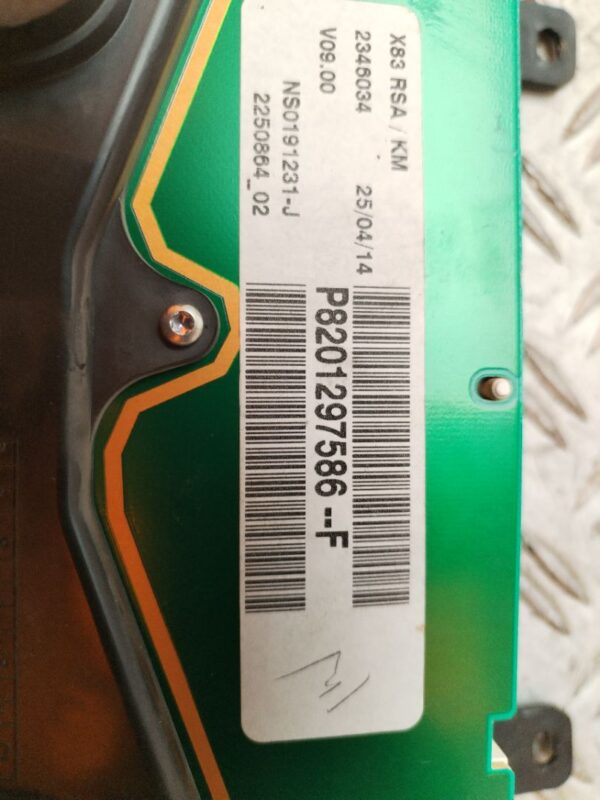 X83 RSA / KM
2346034 25/04/14
V09.00
P8201297586--F
NS0191231-J
2250864_02